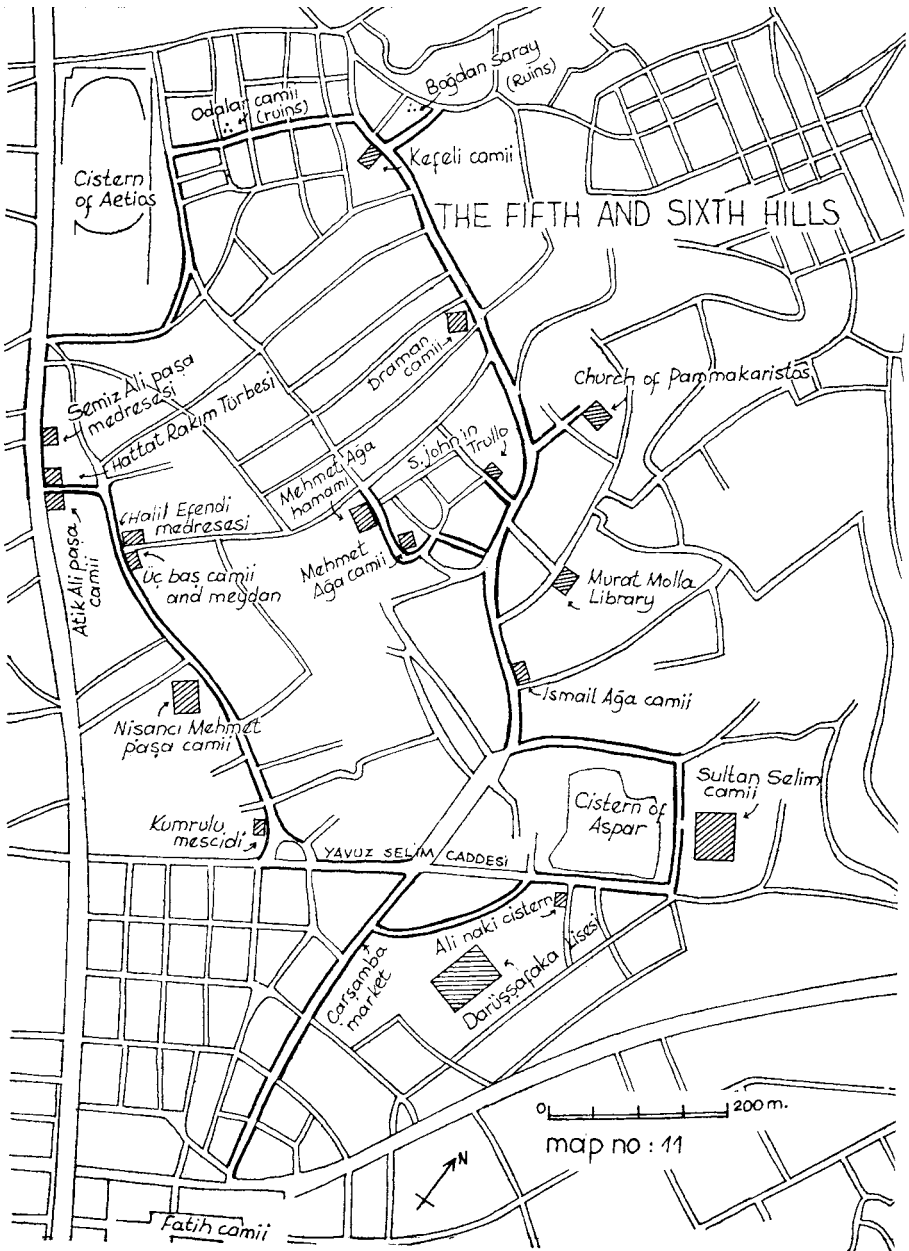 Odalar camii
(ruins)
Boğdan Saray
(Ruins)
Kefeli camii
Cistern
of Aetios
THE FIFTH AND SIXTH HILLS
Draman
camii
Semiz Ali paşa
medresesi
Hattat Rakım Türbesi
Church of Pammakaristos
S. John in
Trullo
Mehmet Ağa
hamamı
Halil Efendi
medresesi
Mehmet
Ağa camii
Üç baş camii
and meydan
Atik Ali paşa
camii
Murat Molla
Library
Ismail Ağa camii
Nisancı Mehmet
paşa camii
Sultan Selim
camii
Cistern of
Aspar
Kumrulu
mescidi
YAVUZ SELİM CADDESİ
Ali naki cistern
Darüşşafaka Lisesi
Çarşamba
market
0 200 m.
map no : 11
N
Fatih camii